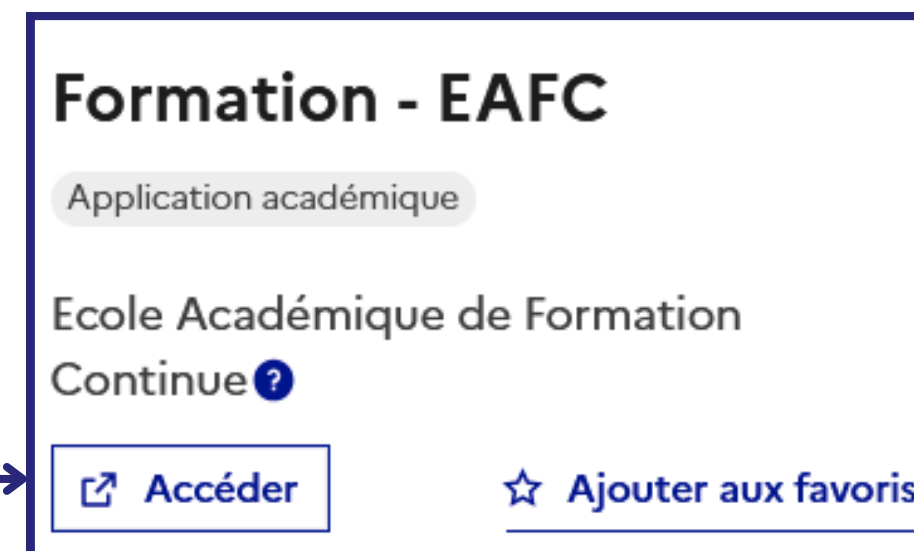 Formation - EAFC
Application académique
Ecole Académique de Formation
Continue ?
Accéder
Ajouter aux favoris